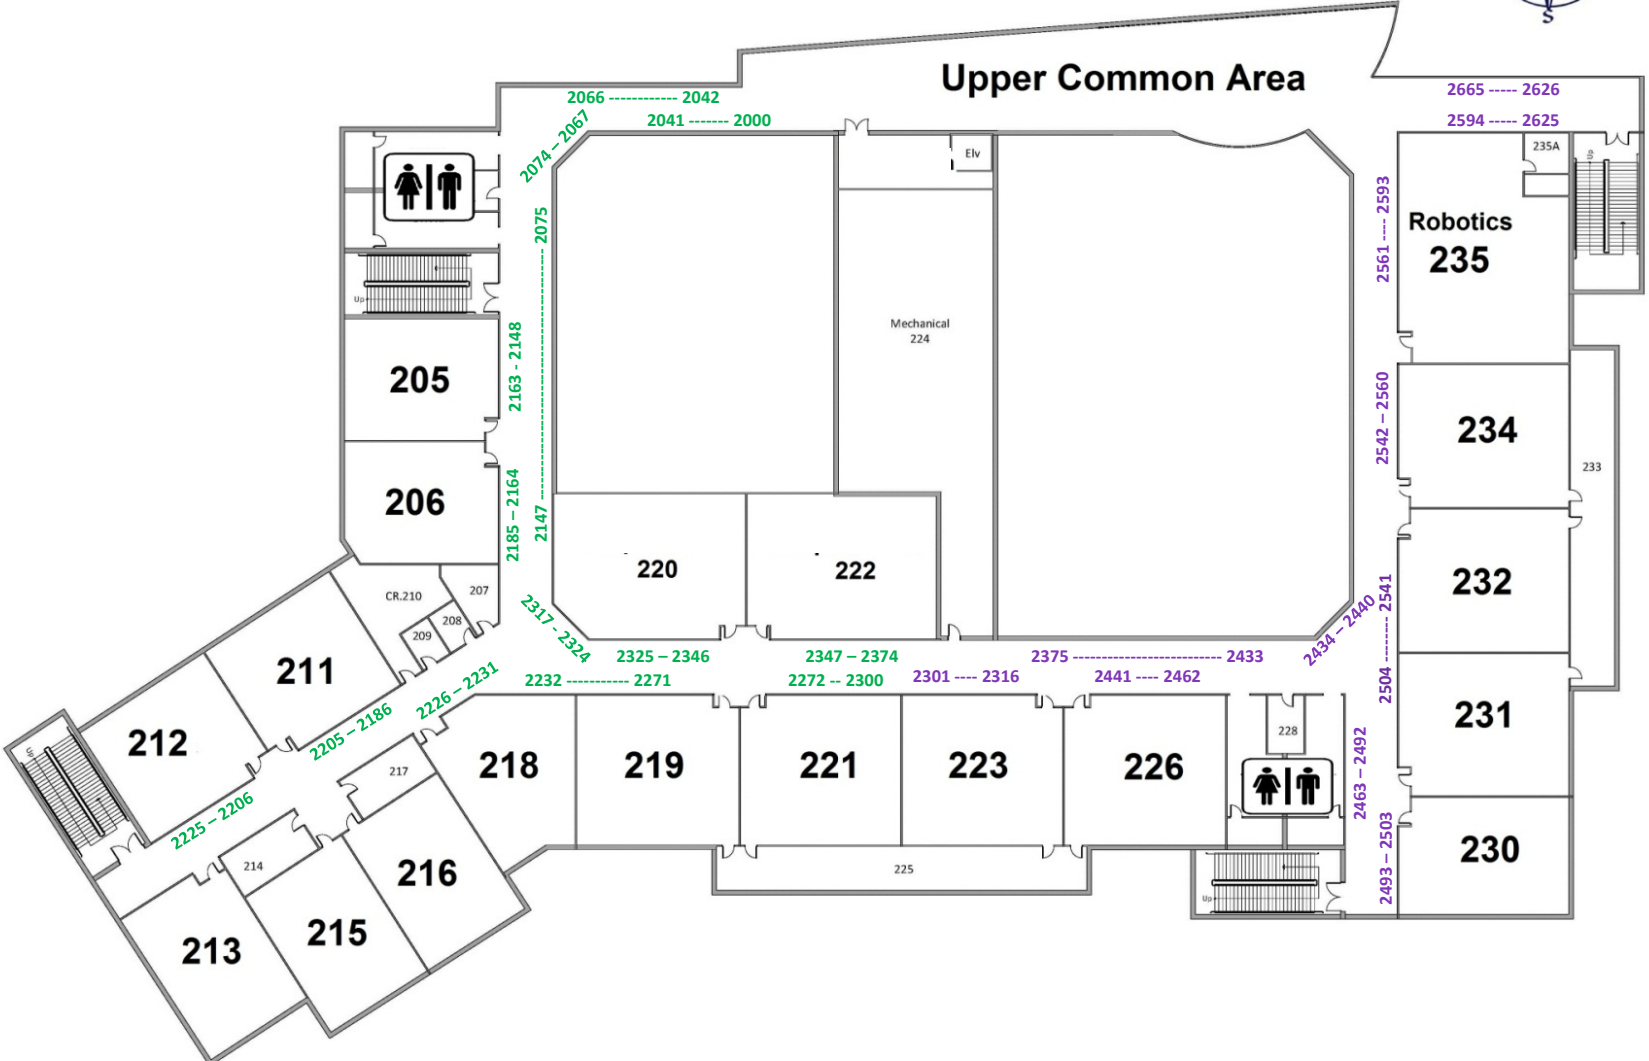 S
Upper Common Area
2066 ------------ 2042
2041 ------- 2000
2074 – 2067
2665 ----- 2626
2594 ----- 2625
235A
Elv
Up
2147 ------------------------------------ 2075
2561 ---- 2593
Robotics
235
Up
Mechanical
224
205
2163 - 2148
2542 – 2560
234
233
206
2185 – 2164
220
222
232
2504 --------- 2541
CR.210
207
208
209
2317 - 2324
2325 – 2346
2347 – 2374
2375 -------------------------- 2433
2434 – 2440
2232 ----------- 2271
2272 -- 2300
2301 ---- 2316
2441 ---- 2462
211
2226 – 2231
2205 – 2186
212
Up
217
218
219
221
223
226
228
231
2463 – 2492
2225 – 2206
214
216
225
2493 – 2503
230
Up
213
215